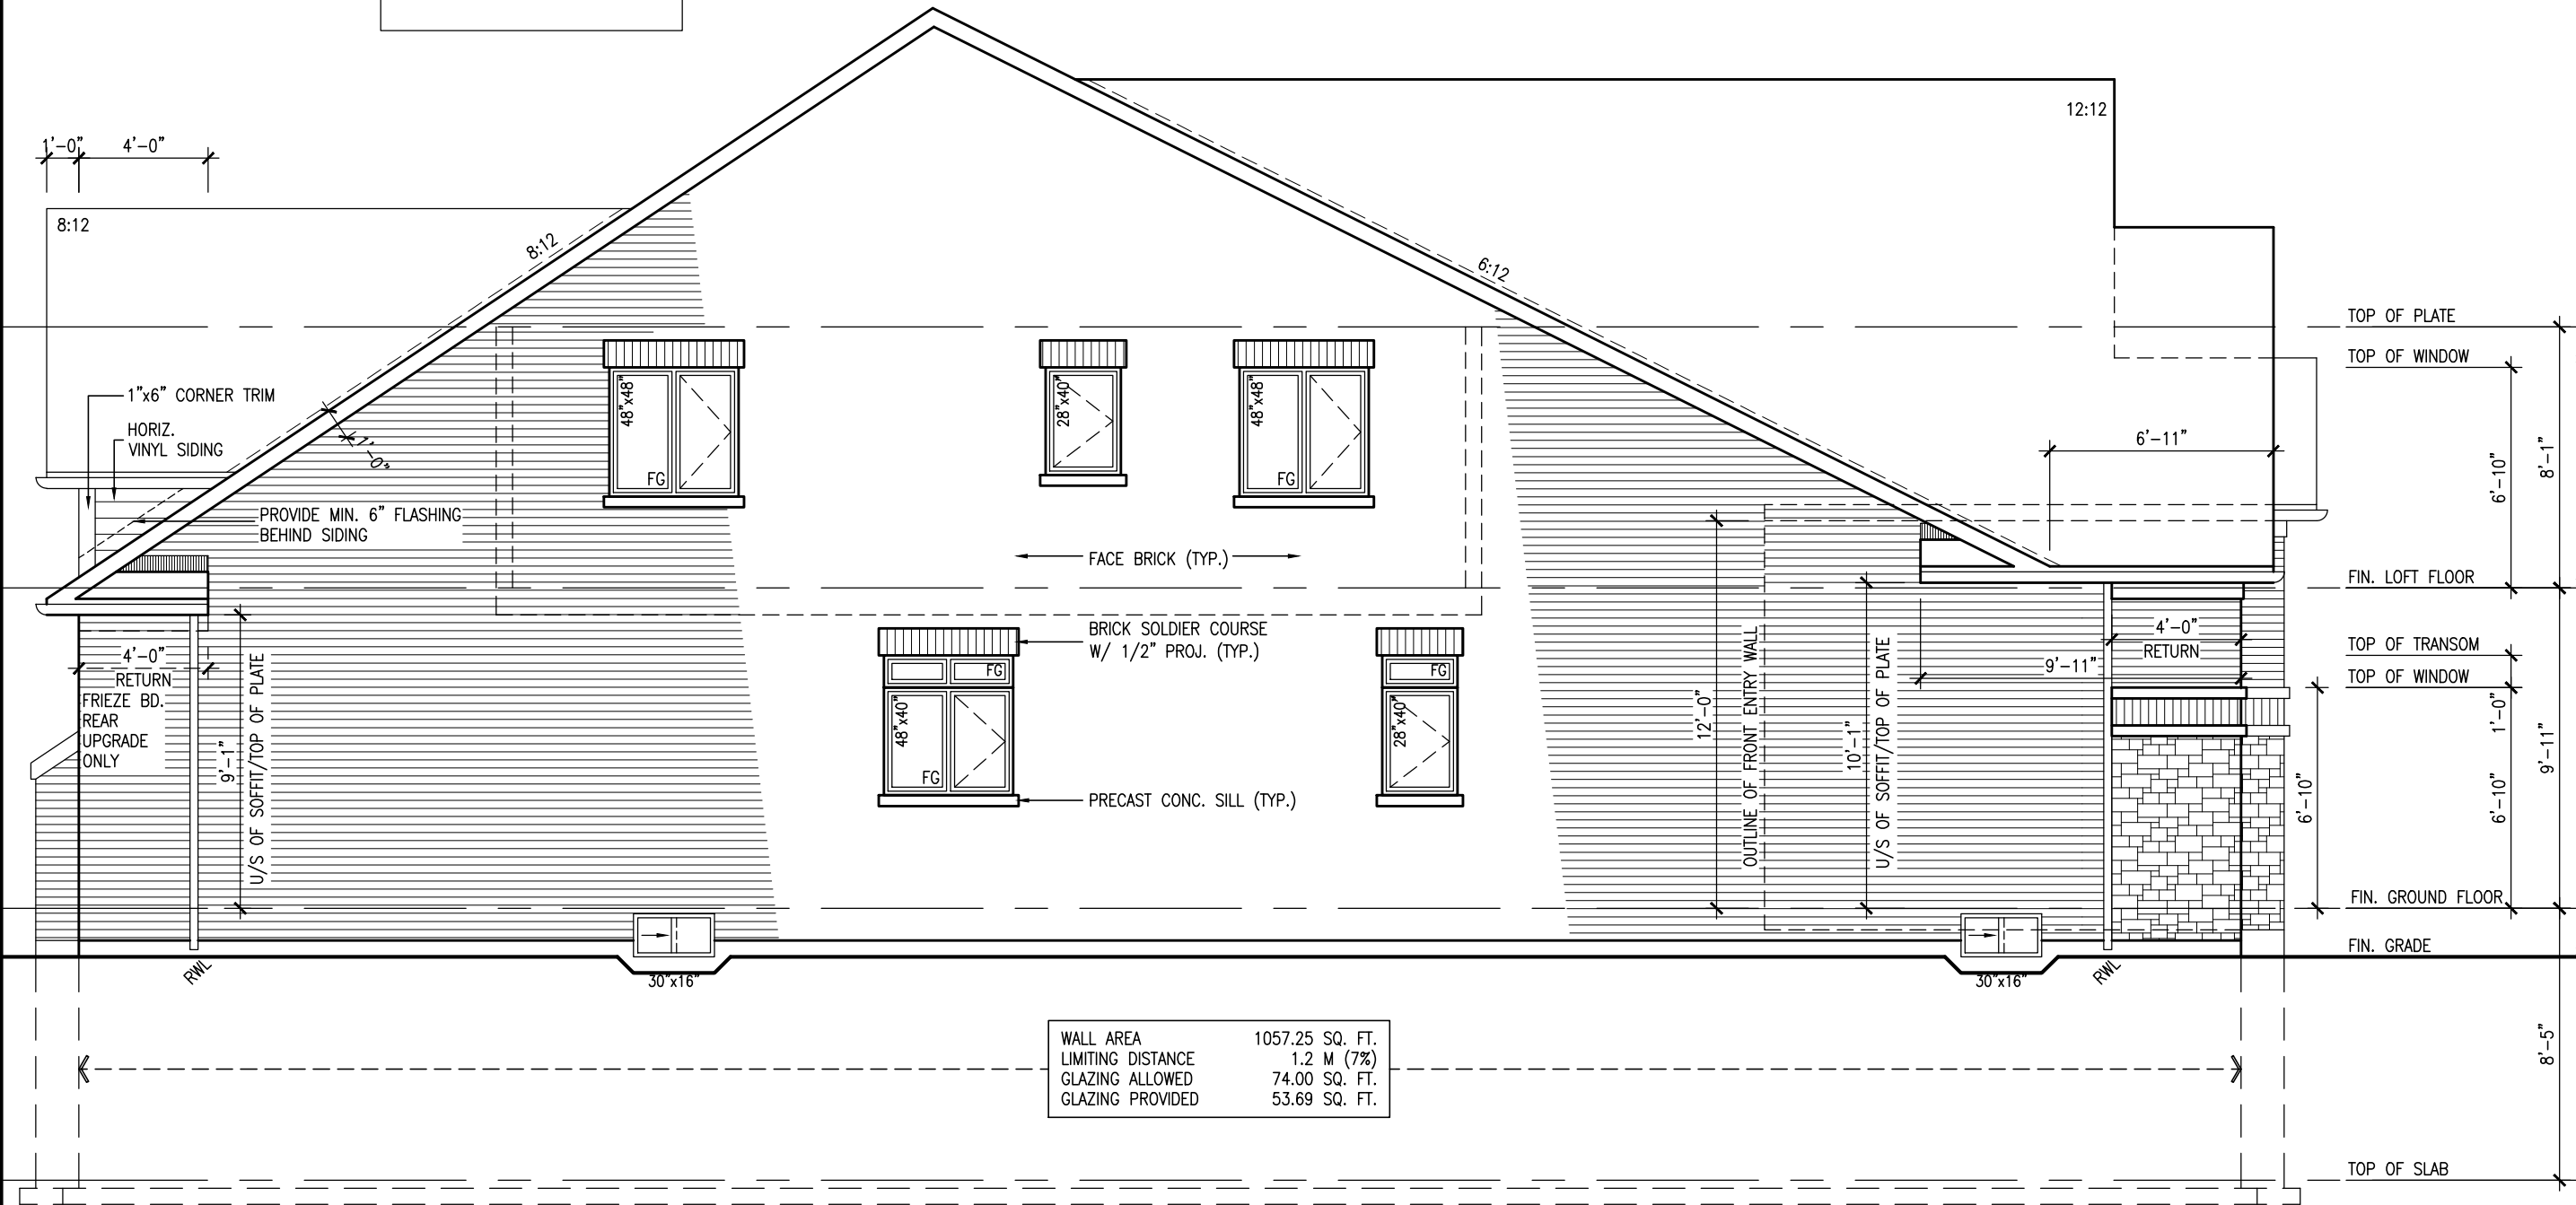 12:12
1'-0" 4'-0"
8:12
8:12
6:12
TOP OF PLATE
TOP OF WINDOW
1"x6" CORNER TRIM
HORIZ.
VINYL SIDING
1'-0"
48"x48"
FG
28"x40"
48"x48"
FG
6'-11"
6'-10"
8'-1"
PROVIDE MIN. 6" FLASHING
BEHIND SIDING
FACE BRICK (TYP.)
FIN. LOFT FLOOR
BRICK SOLDIER COURSE
W/ 1/2" PROJ. (TYP.)
4'-0"
RETURN
FRIEZE BD.
REAR
UPGRADE
ONLY
9'-1"
U/S OF SOFFIT/TOP OF PLATE
FG
48"x40"
FG
FG
28"x40"
PRECAST CONC. SILL (TYP.)
12'-0"
OUTLINE OF FRONT ENTRY WALL
10'-1"
U/S OF SOFFIT/TOP OF PLATE
4'-0"
RETURN
9'-11"
TOP OF TRANSOM
TOP OF WINDOW
1'-0"
6'-10"
6'-10"
9'-11"
FIN. GROUND FLOOR
FIN. GRADE
RWL
30"x16"
30"x16"
RWL
WALL AREA 1057.25 SQ. FT.
LIMITING DISTANCE 1.2 M (7%)
GLAZING ALLOWED 74.00 SQ. FT.
GLAZING PROVIDED 53.69 SQ. FT.
8'-5"
TOP OF SLAB